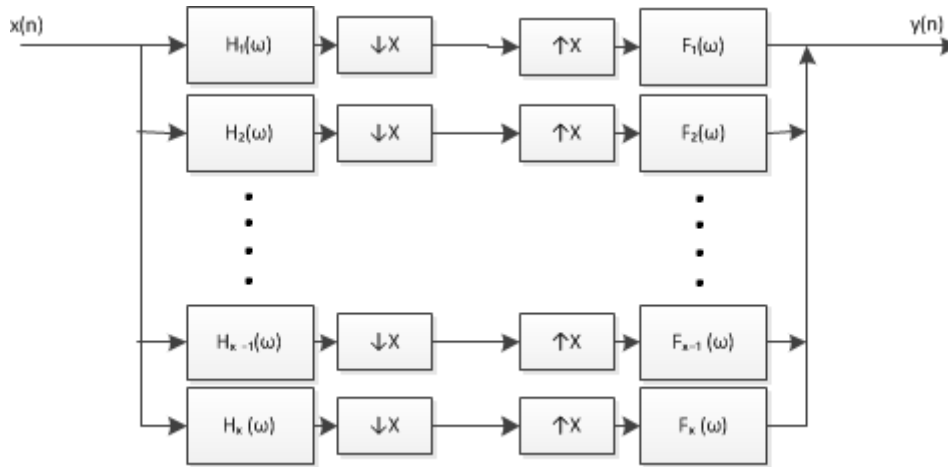 x(n) H₁(ω) ↓X ↑X F₁(ω) y(n)
H₂(ω) ↓X ↑X F₂(ω)
Hₓ₋₁(ω) ↓X ↑X Fₓ₋₁ (ω)
Hₓ (ω) ↓X ↑X Fₓ (ω)